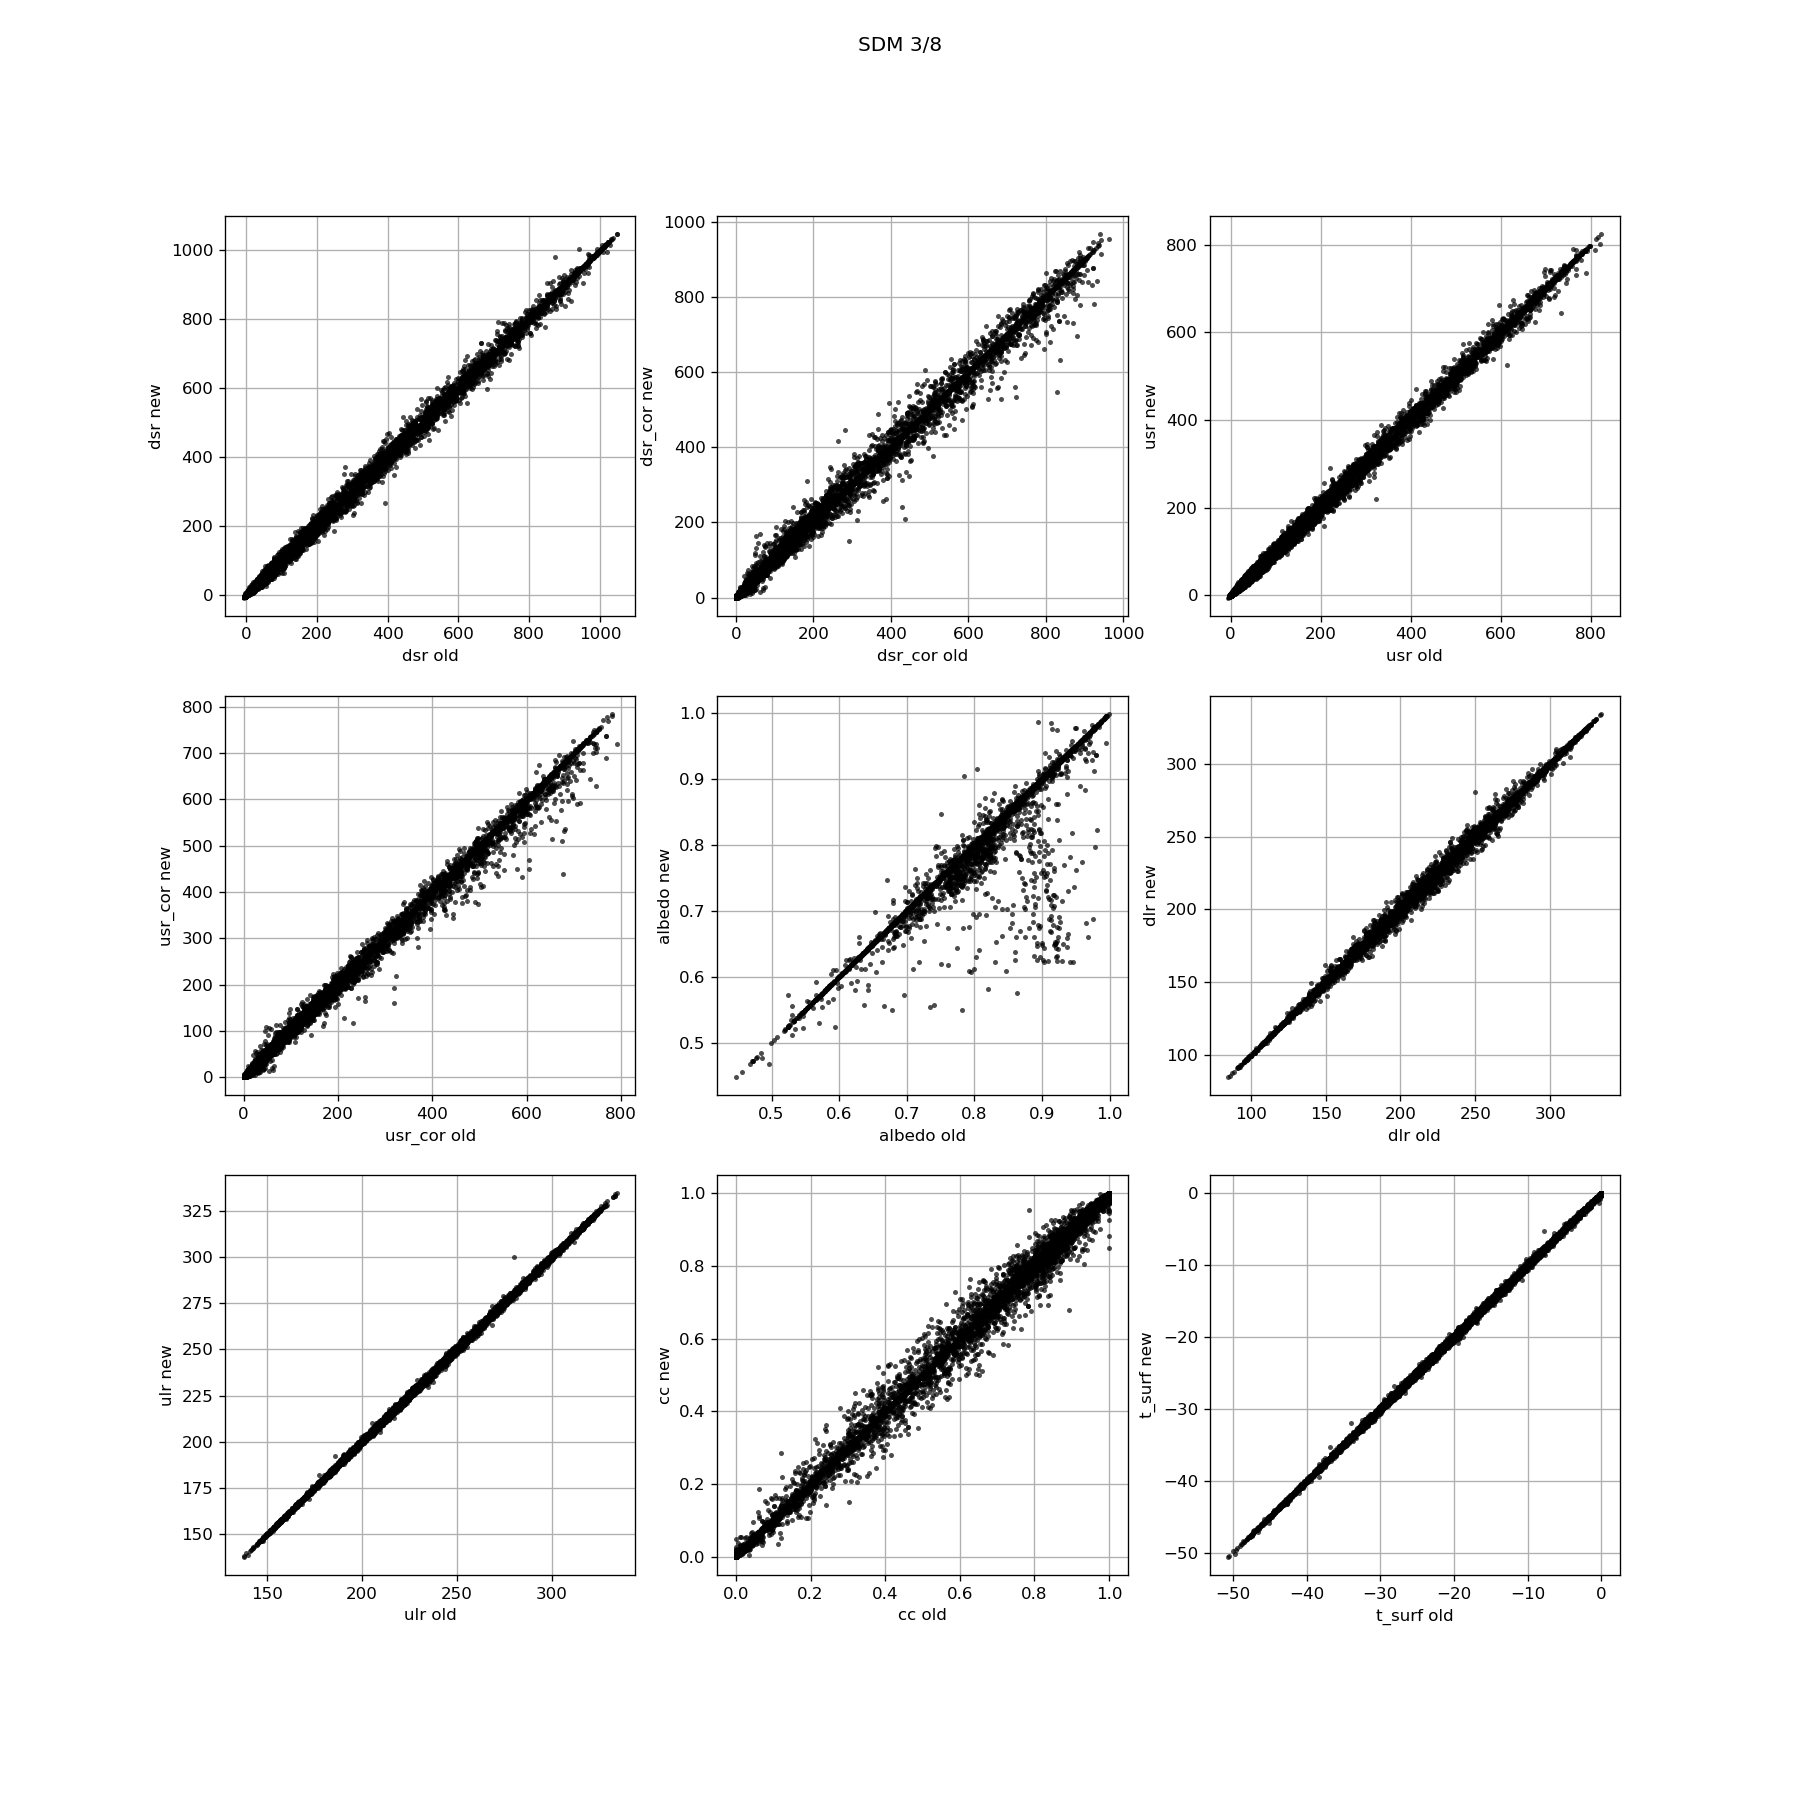 SDM 3/8
dsr new
1000
800
600
400
200
0
0 200 400 600 800 1000
dsr old
dsr_cor new
1000
800
600
400
200
0
0 200 400 600 800 1000
dsr_cor old
usr new
800
600
400
200
0
0 200 400 600 800
usr old
usr_cor new
800
700
600
500
400
300
200
100
0
0 200 400 600 800
usr_cor old
albedo new
1.0
0.9
0.8
0.7
0.6
0.5
0.5 0.6 0.7 0.8 0.9 1.0
albedo old
dlr new
300
250
200
150
100
100 150 200 250 300
dlr old
ulr new
325
300
275
250
225
200
175
150
150 200 250 300
ulr old
cc new
1.0
0.8
0.6
0.4
0.2
0.0
0.0 0.2 0.4 0.6 0.8 1.0
cc old
t_surf new
0
−10
−20
−30
−40
−50
−50 −40 −30 −20 −10 0
t_surf old